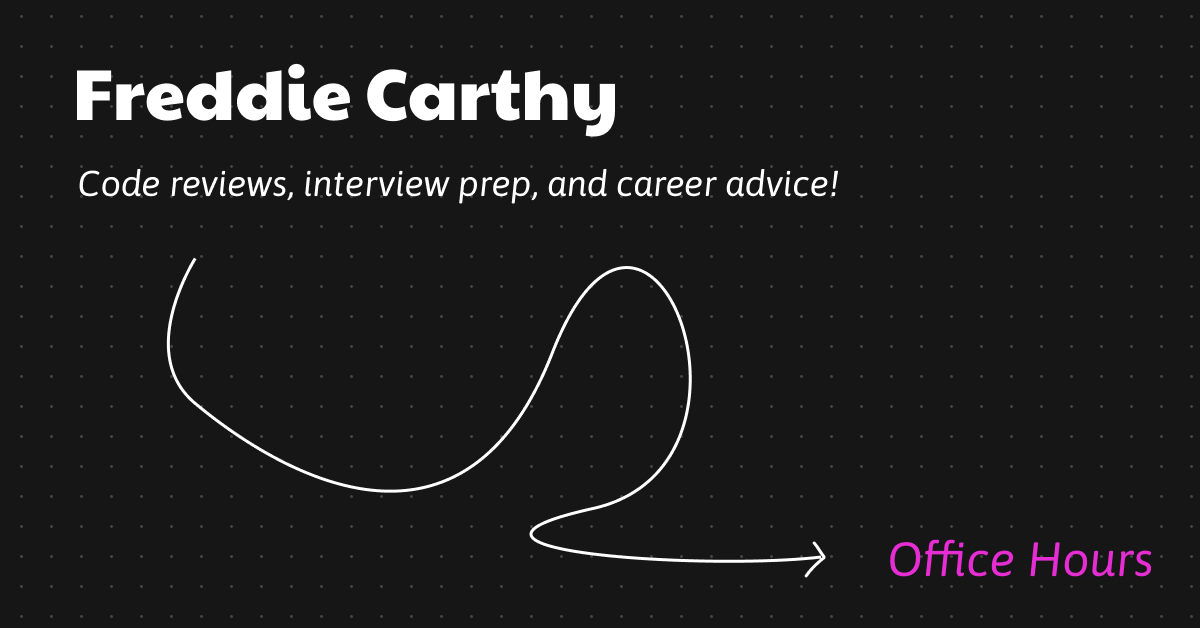 Freddie Carthy
Code reviews, interview prep, and career advice!
Office Hours